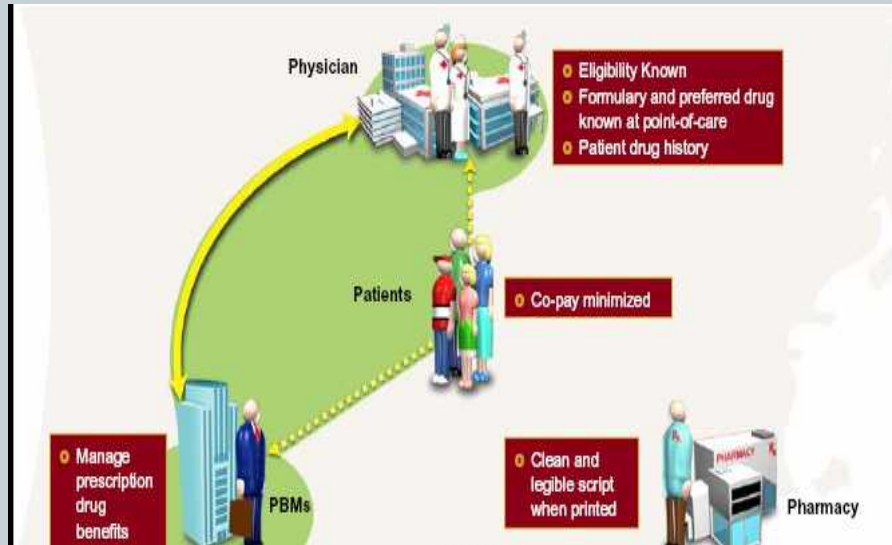 Physician
Eligibility Known
Formulary and preferred drug
known at point-of-care
Patient drug history
Patients
Co-pay minimized
Manage
prescription
drug
benefits
PBMs
Clean and
legible script
when printed
PHARMACY
Rx
Pharmacy